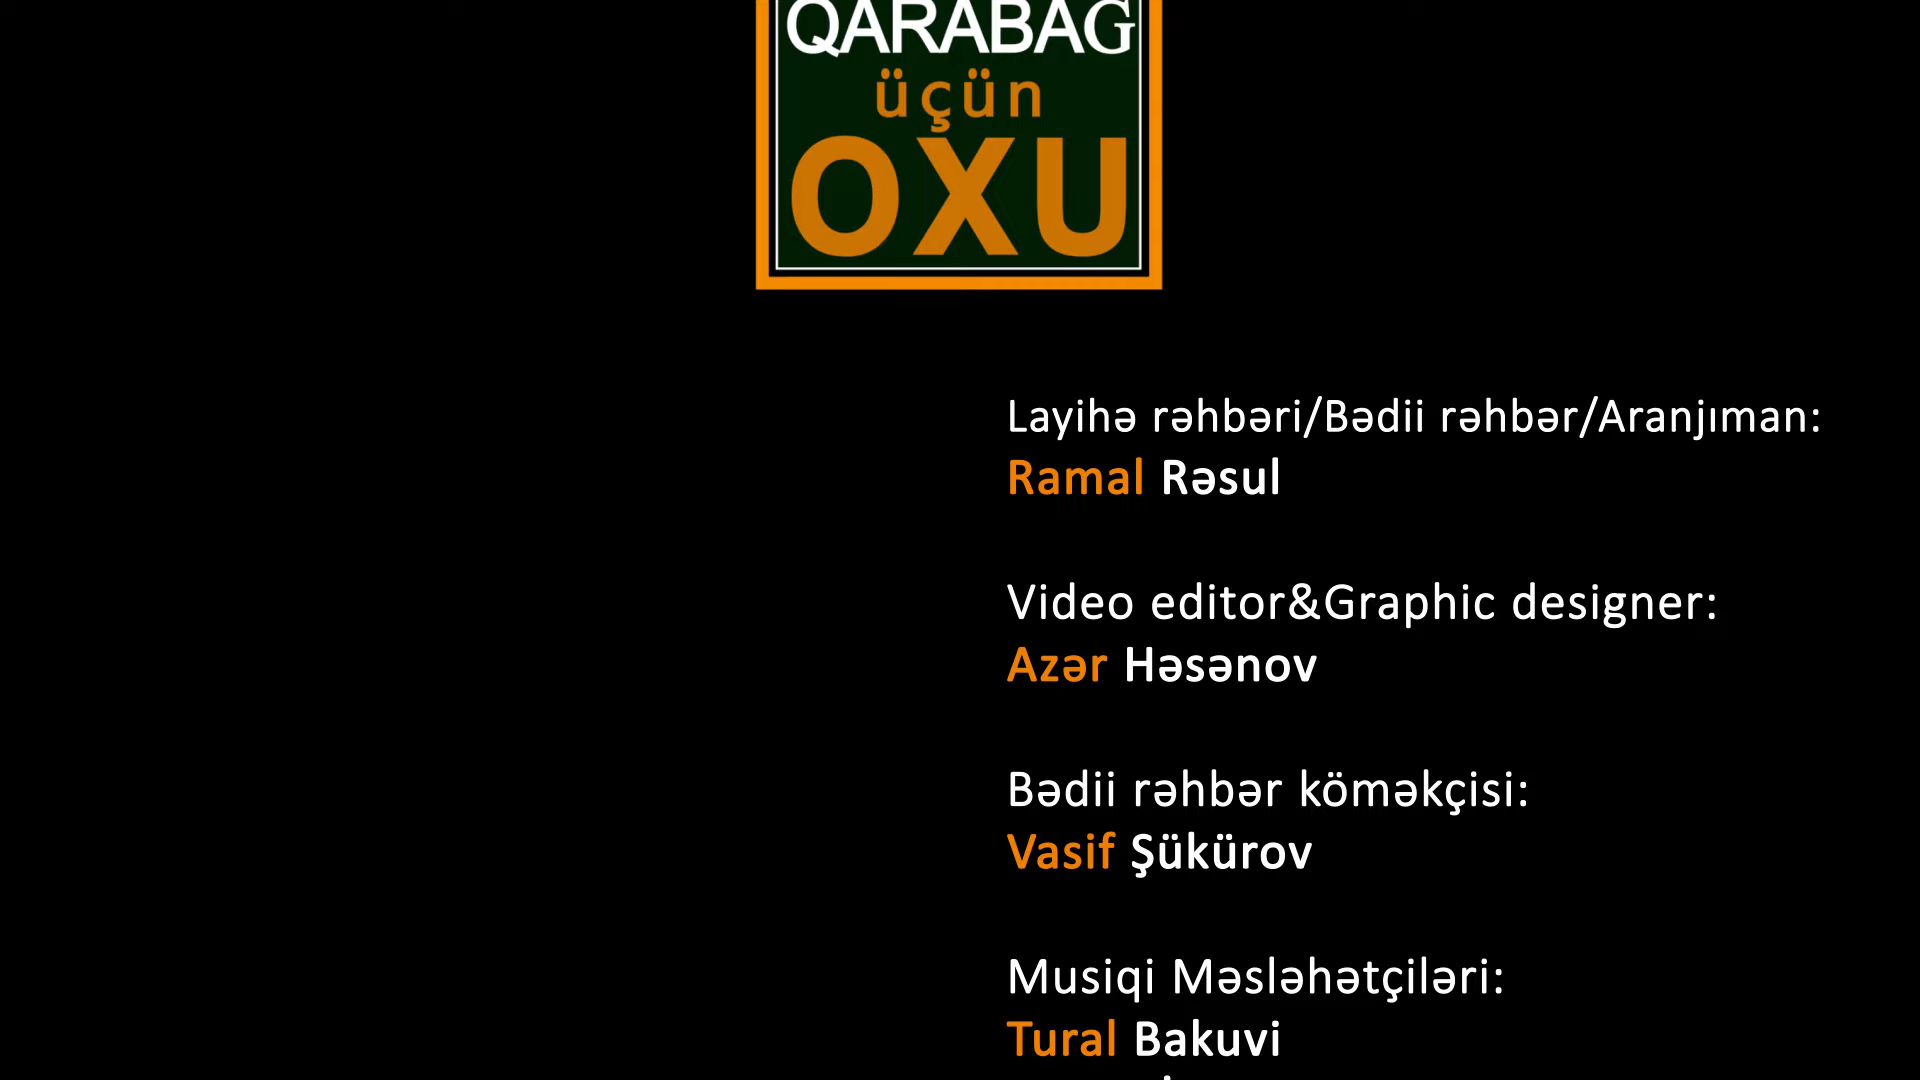 QARABAĞ
üçün
OXU
Layihə rəhbəri/Bədii rəhbər/Aranjıman:
Ramal Rəsul
Video editor&Graphic designer:
Azər Həsənov
Bədii rəhbər köməkçisi:
Vasif Şükürov
Musiqi Məsləhətçiləri:
Tural Bakuvi